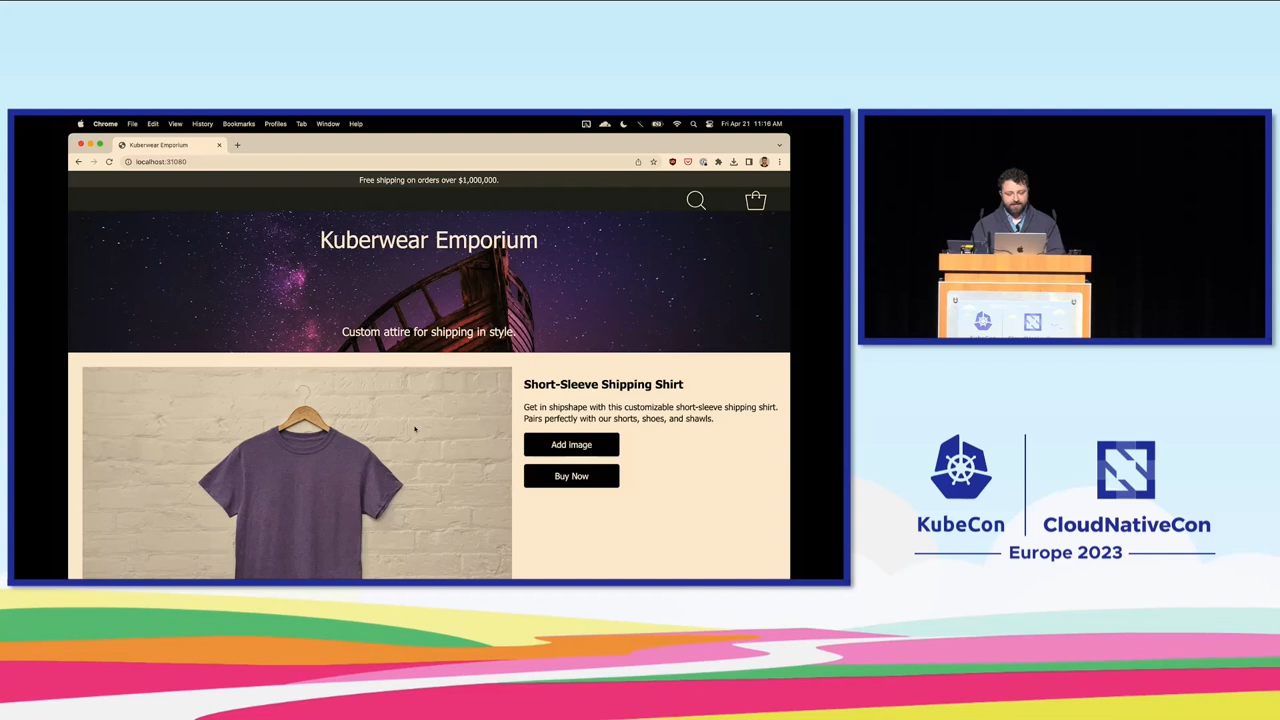 Chrome File Edit View History Bookmarks Profiles Tab Window Help
Fri Apr 21 11:16 AM
Kuberwear Emporium
localhost:31080
Free shipping on orders over $1,000,000.
Kuberwear Emporium
Custom attire for shipping in style.
Short-Sleeve Shipping Shirt
Get in shipshape with this customizable short-sleeve shipping shirt.
Pairs perfectly with our shorts, shoes, and shawls.
Add Image
Buy Now
KubeCon
KubeCon
CloudNativeCon
Europe 2023